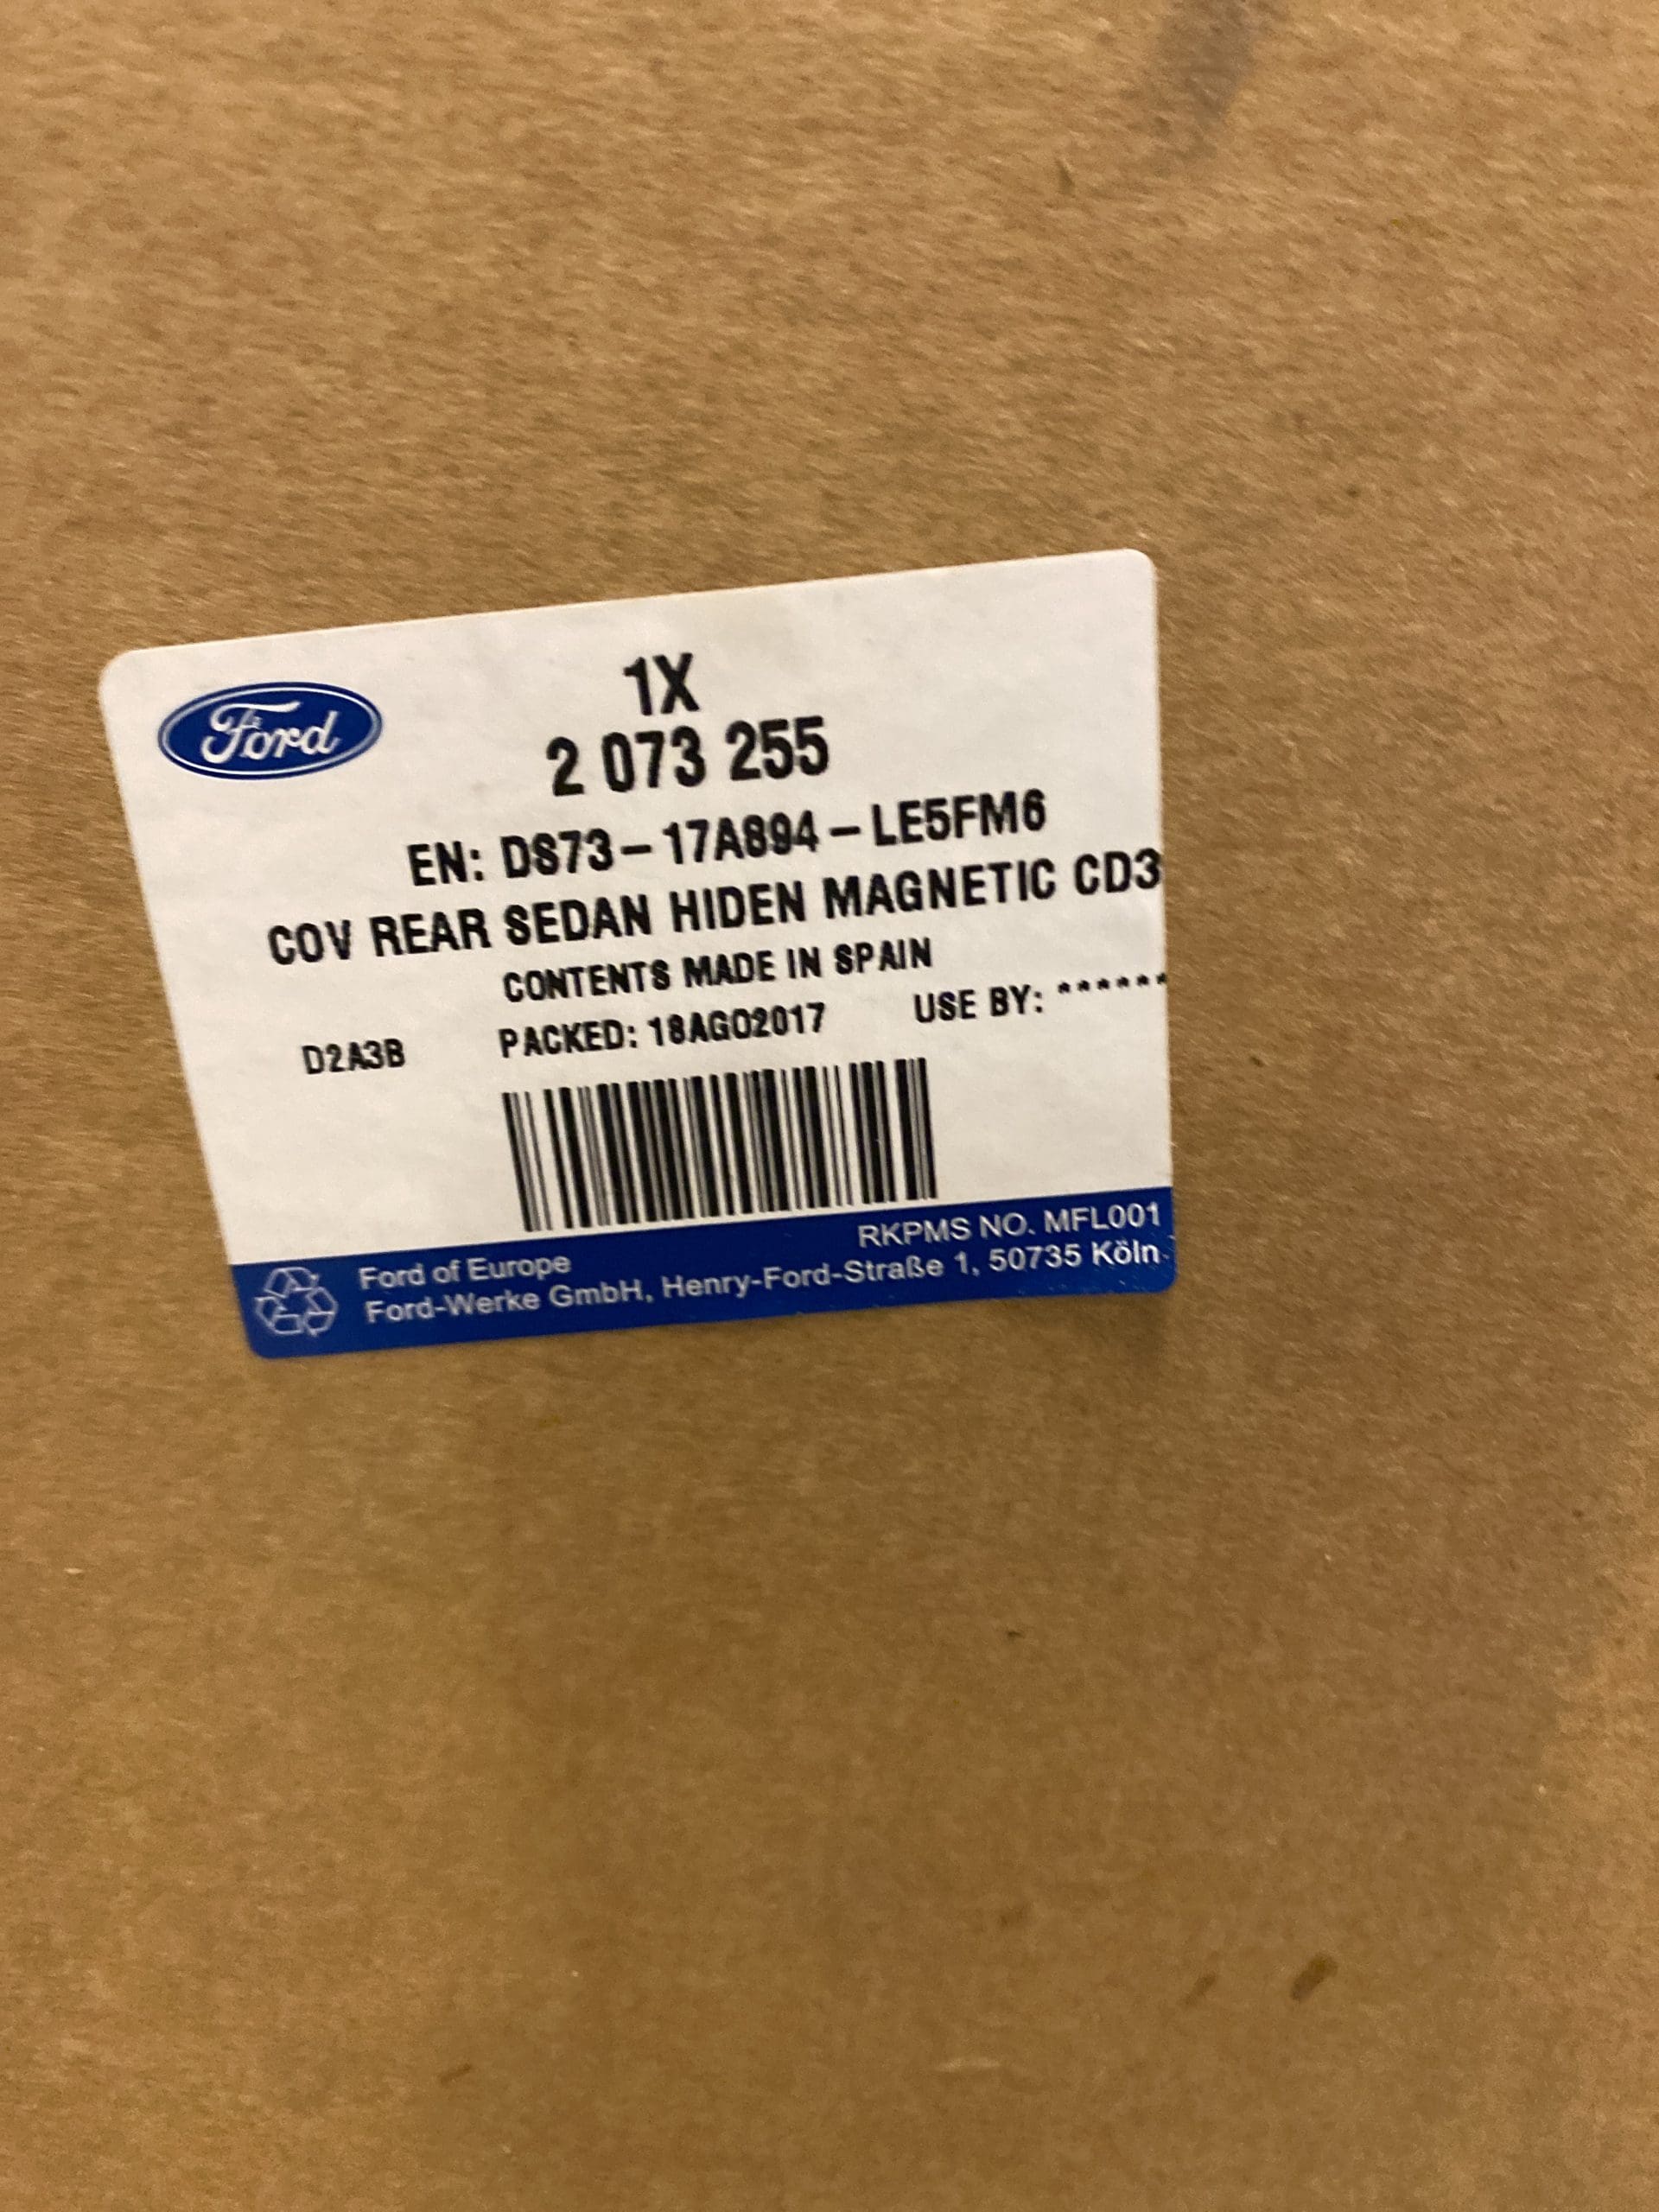 Ford
1X
2 073 255
EN: DS73-17A894-LE5FM6
COV REAR SEDAN HIDEN MAGNETIC CD3
CONTENTS MADE IN SPAIN
D2A3B PACKED: 18AGO2017 USE BY: ******
RKPMS NO. MFL001
Ford of Europe
Ford-Werke GmbH, Henry-Ford-Straße 1, 50735 Köln